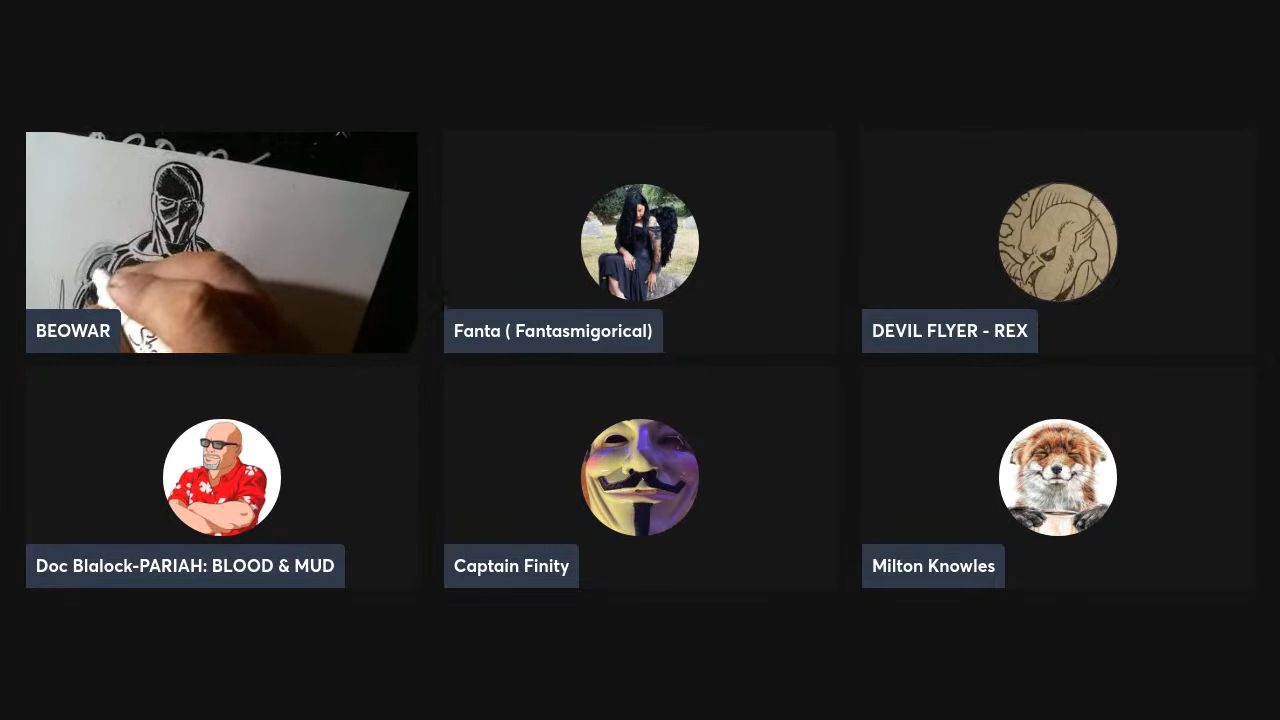 BEOWAR
Fanta ( Fantasmigorical)
DEVIL FLYER - REX
Doc Blalock-PARIAH: BLOOD & MUD
Captain Finity
Milton Knowles